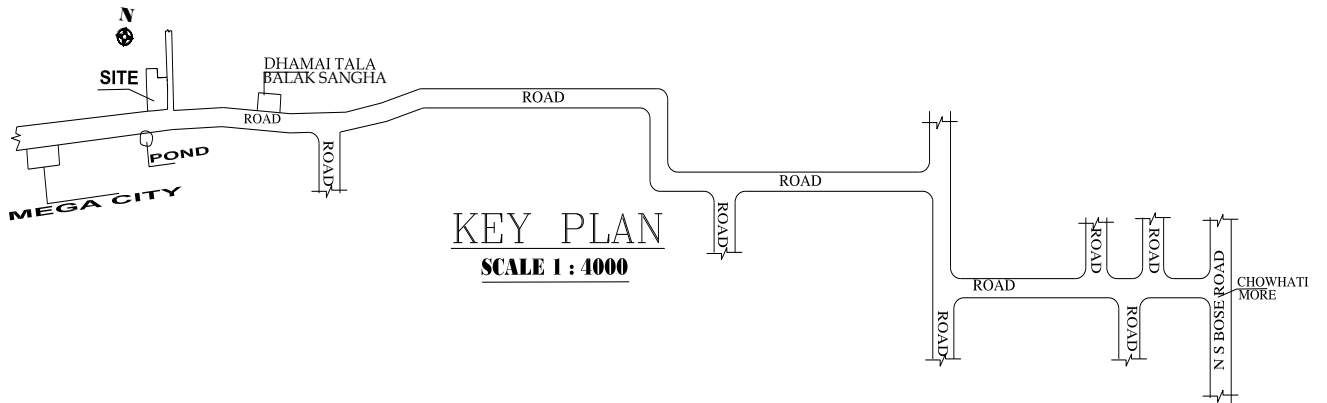 N
SITE
DHAMAI TALA
BALAK SANGHA
ROAD
ROAD
POND
MEGA CITY
ROAD
ROAD
ROAD
KEY PLAN
SCALE 1 : 4000
ROAD
ROAD
ROAD
ROAD
ROAD
N S BOSE ROAD
CHOWHATI
MORE
ROAD